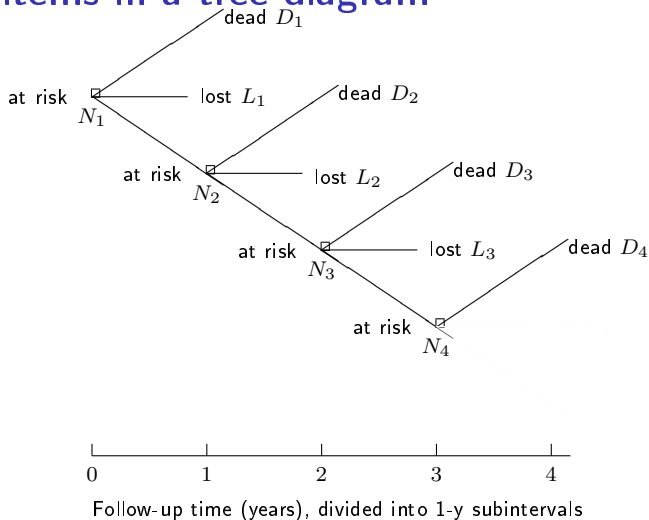 items in a tree diagram
dead D₁
at risk
lost L₁
N₁
dead D₂
at risk
lost L₂
N₂
dead D₃
at risk
lost L₃
N₃
dead D₄
at risk
N₄
0 1 2 3 4
Follow-up time (years), divided into 1-y subintervals